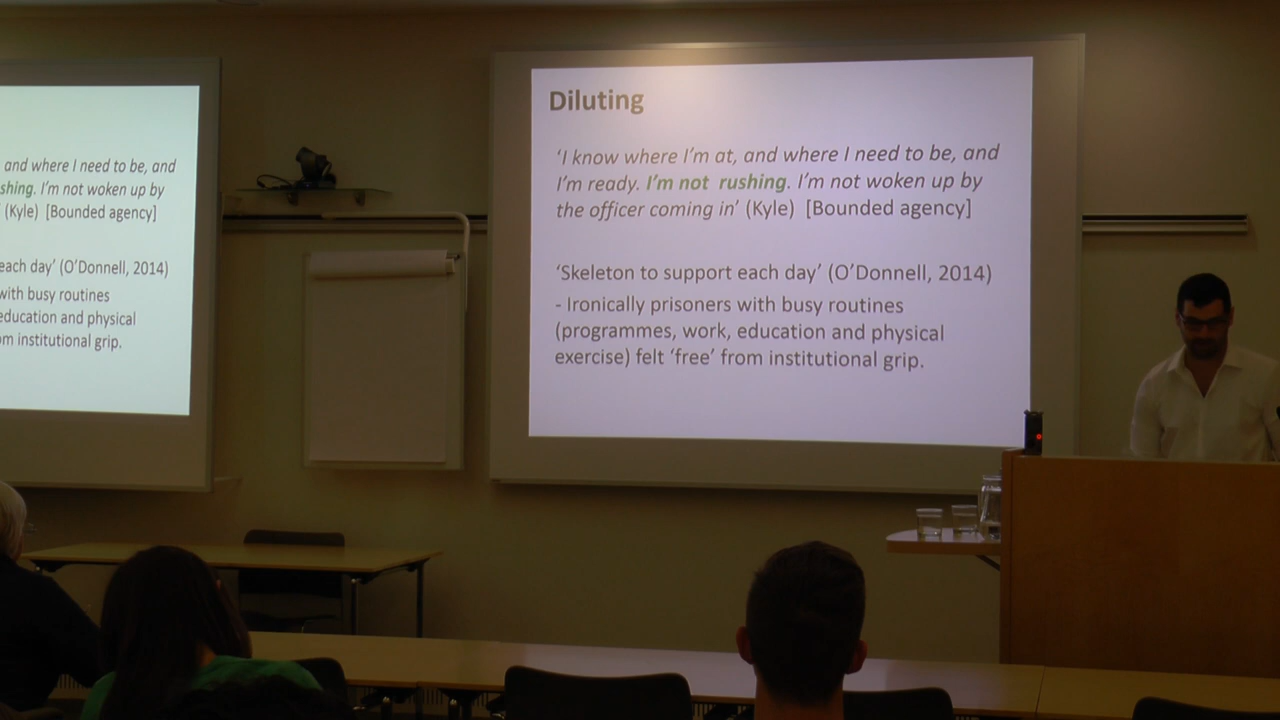 and where I need to be, and
shing. I'm not woken up by
' (Kyle) [Bounded agency]
each day' (O'Donnell, 2014)
with busy routines
education and physical
om institutional grip.
Diluting
'I know where I'm at, and where I need to be, and
I'm ready. I'm not rushing. I'm not woken up by
the officer coming in' (Kyle) [Bounded agency]
'Skeleton to support each day' (O'Donnell, 2014)
- Ironically prisoners with busy routines
(programmes, work, education and physical
exercise) felt 'free' from institutional grip.